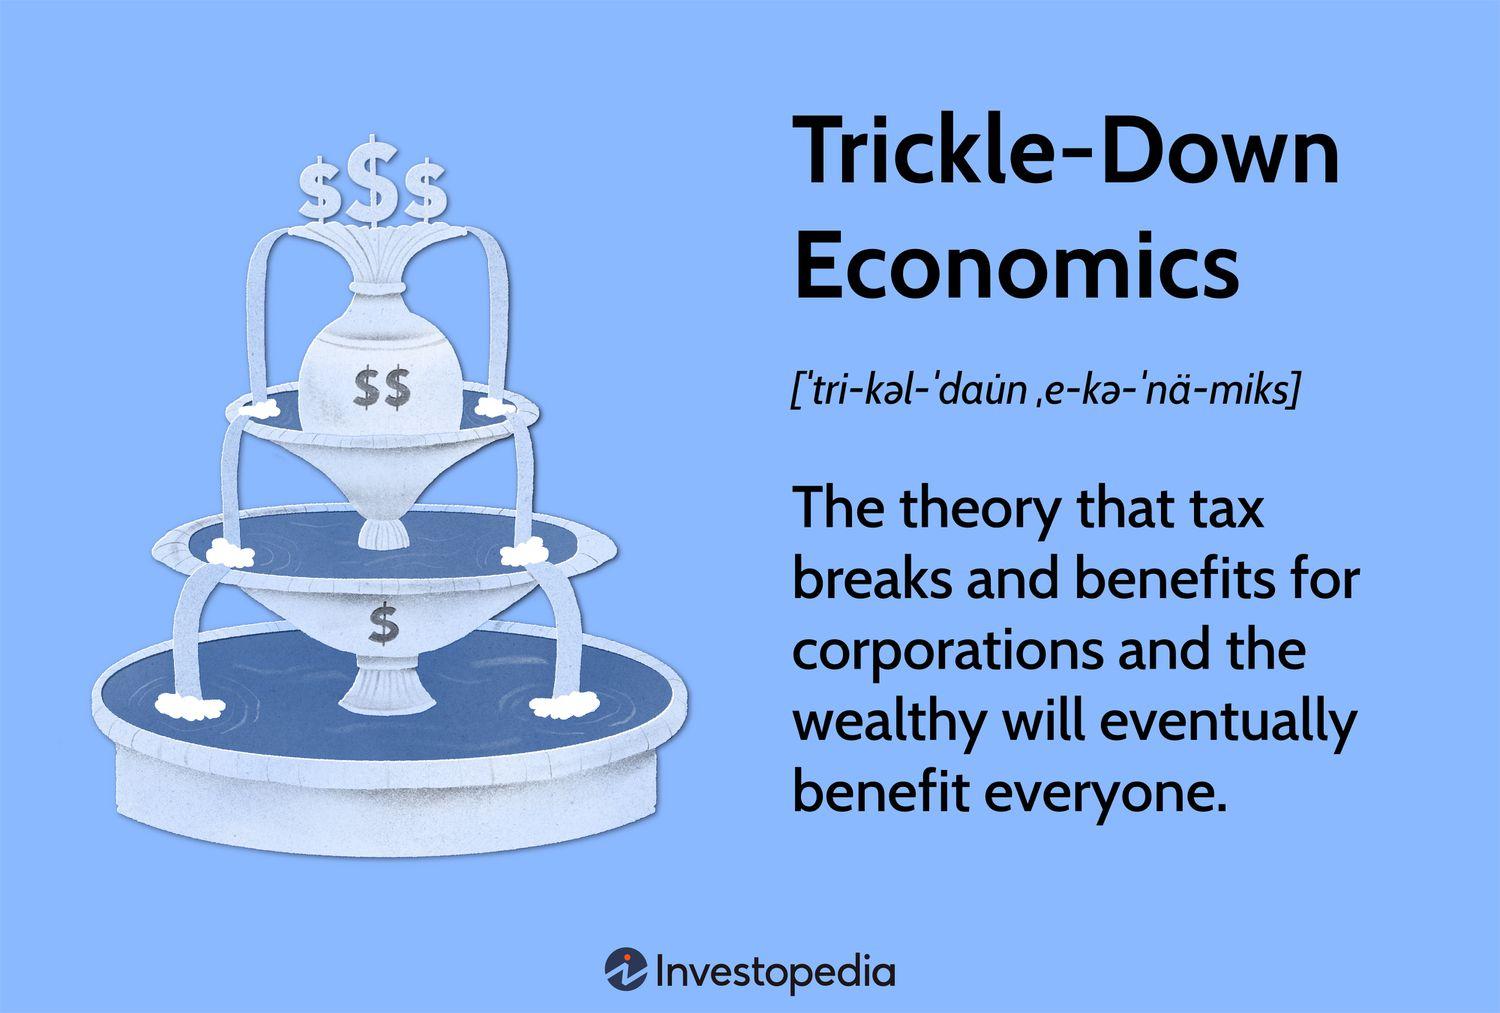 $$$
$$
$
Trickle-Down
Economics
[ˈtri-kəl-ˈdau̇n ˌe-kə-ˈnä-miks]
The theory that tax
breaks and benefits for
corporations and the
wealthy will eventually
benefit everyone.
Investopedia